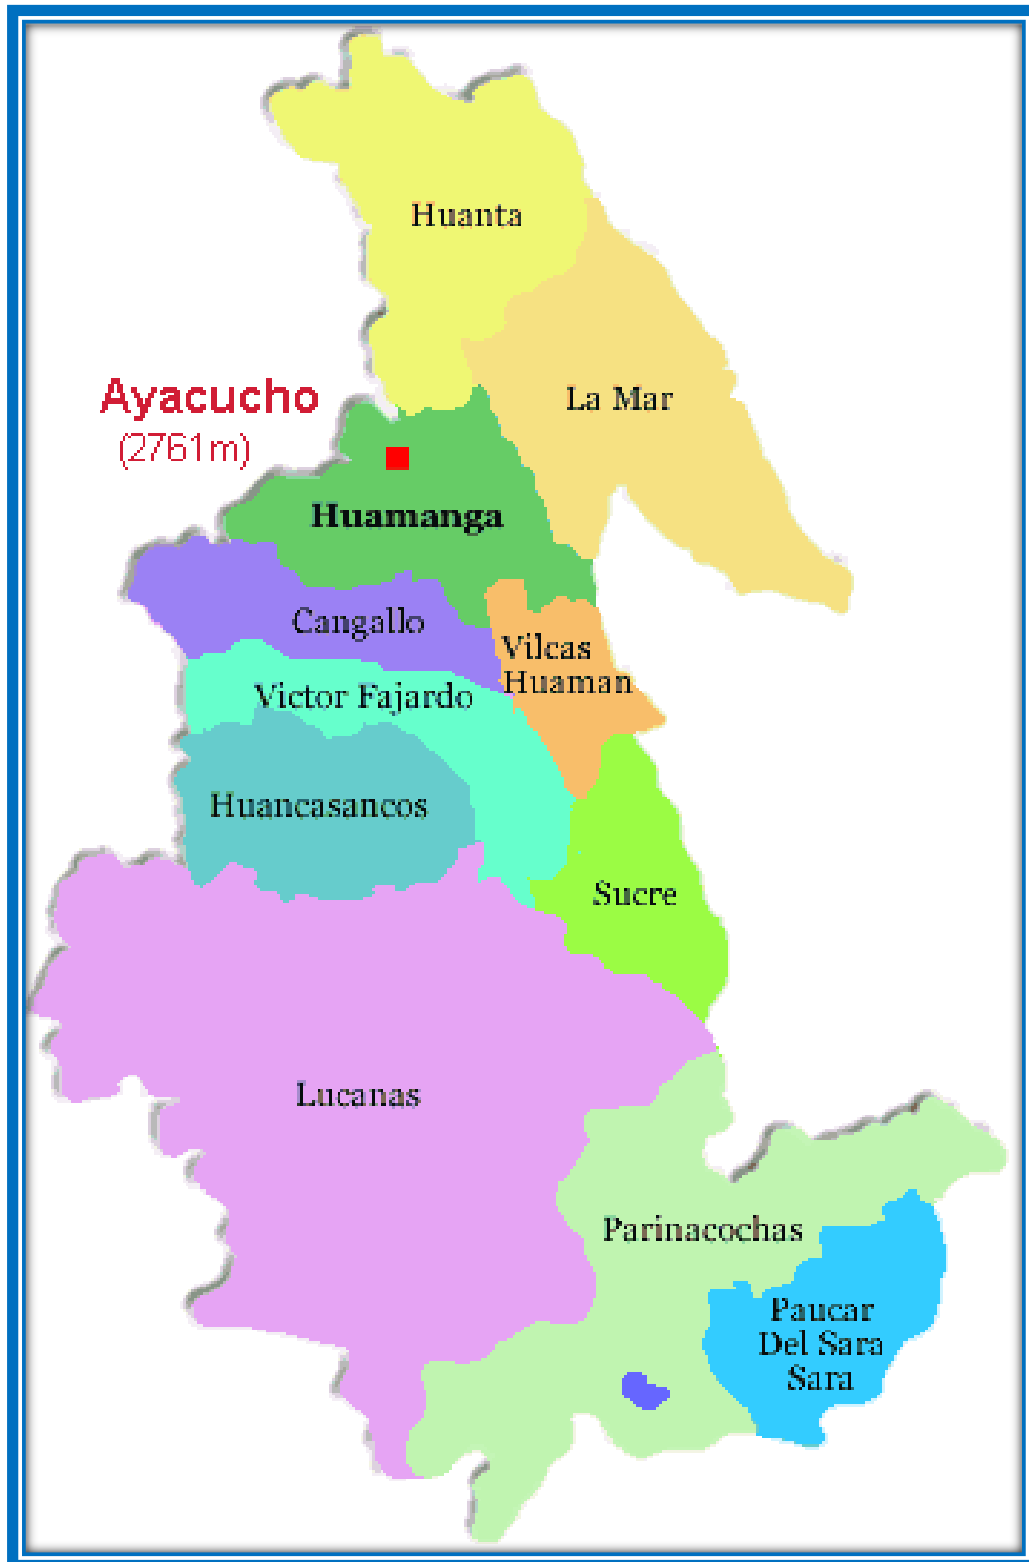 Huanta
Ayacucho
(2761m)
La Mar
Huamanga
Cangallo
Vilcas
Huaman
Victor Fajardo
Huancasancos
Sucre
Lucanas
Parinacochas
Paucar
Del Sara
Sara